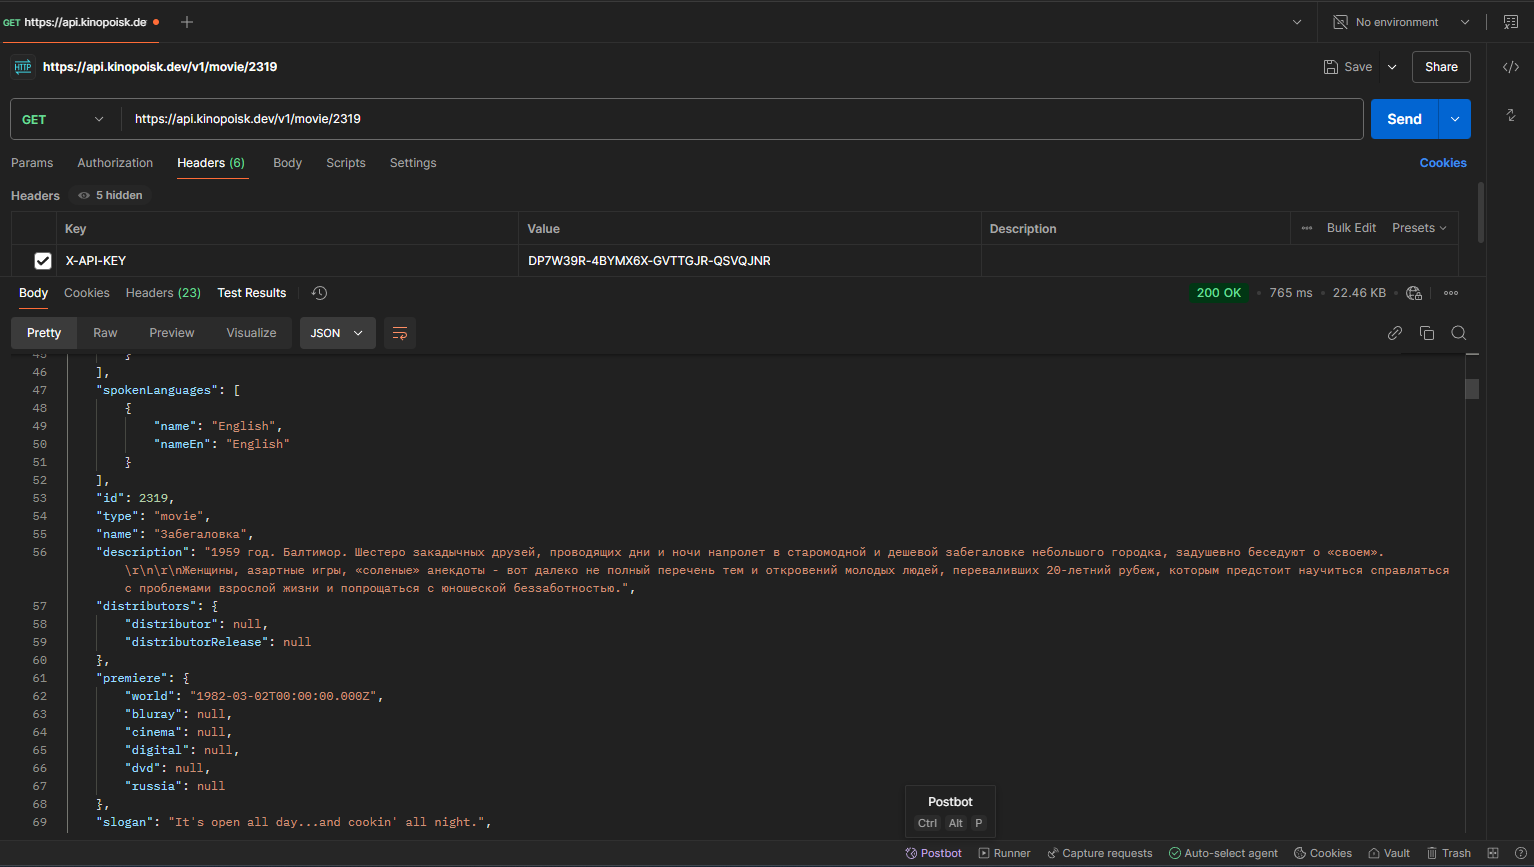 GET https://api.kinopoisk.de
No environment
HTTP https://api.kinopoisk.dev/v1/movie/2319
Save
Share
GET https://api.kinopoisk.dev/v1/movie/2319
Send
Params Authorization Headers (6) Body Scripts Settings
Cookies
Headers 5 hidden
Key Value Description Bulk Edit Presets
X-API-KEY DP7W39R-4BYMX6X-GVTTGJR-QSVQJNR
Body Cookies Headers (23) Test Results
200 OK 765 ms 22.46 KB
Pretty Raw Preview Visualize JSON
45 }
46 ],
47 "spokenLanguages": [
48 {
49 "name": "English",
50 "nameEn": "English"
51 }
52 ],
53 "id": 2319,
54 "type": "movie",
55 "name": "Забегаловка",
56 "description": "1959 год. Балтимор. Шестеро закадычных друзей, проводящих дни и ночи напролет в старомодной и дешевой забегаловке небольшого городка, задушевно беседуют о «своем».
\r\n\r\nЖенщины, азартные игры, «соленые» анекдоты - вот далеко не полный перечень тем и откровений молодых людей, переваливших 20-летний рубеж, которым предстоит научиться справляться
с проблемами взрослой жизни и попрощаться с юношеской беззаботностью.",
57 "distributors": {
58 "distributor": null,
59 "distributorRelease": null
60 },
61 "premiere": {
62 "world": "1982-03-02T00:00:00.000Z",
63 "bluray": null,
64 "cinema": null,
65 "digital": null,
66 "dvd": null,
67 "russia": null
68 },
69 "slogan": "It's open all day...and cookin' all night.",
Postbot
Ctrl Alt P
Postbot Runner Capture requests Auto-select agent Cookies Vault Trash